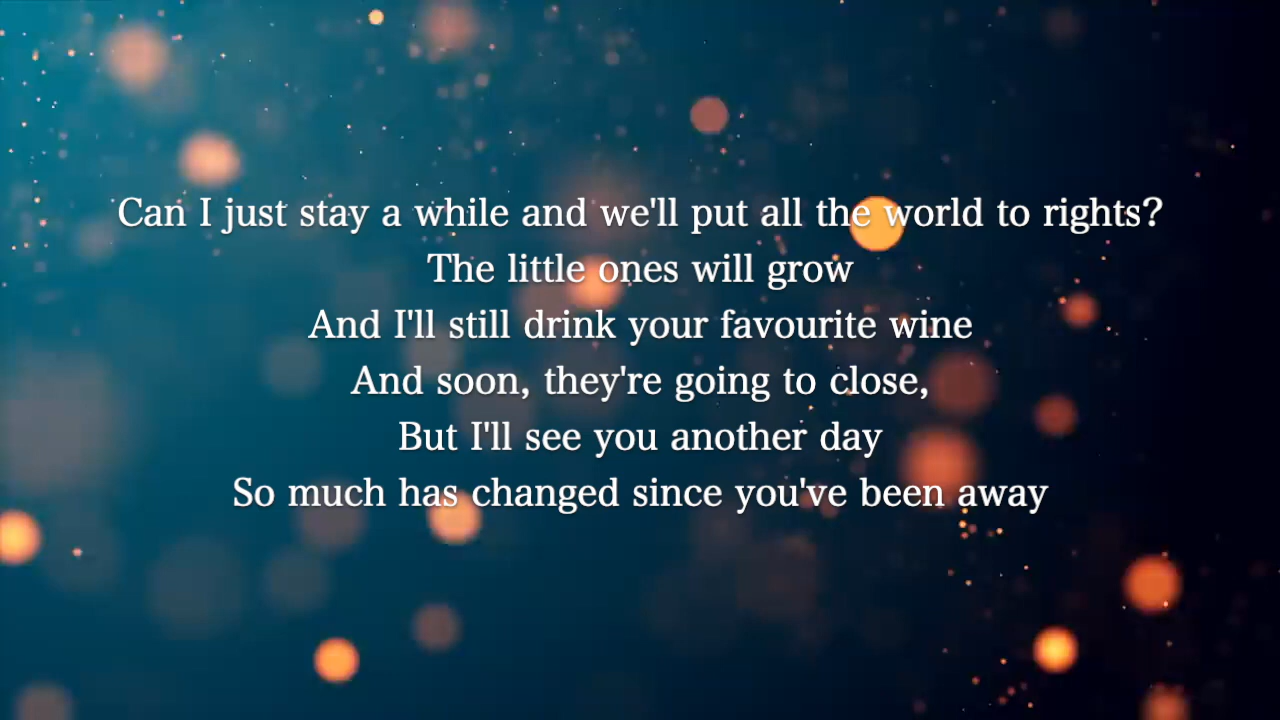 Can I just stay a while and we'll put all the world to rights?
The little ones will grow
And I'll still drink your favourite wine
And soon, they're going to close,
But I'll see you another day
So much has changed since you've been away